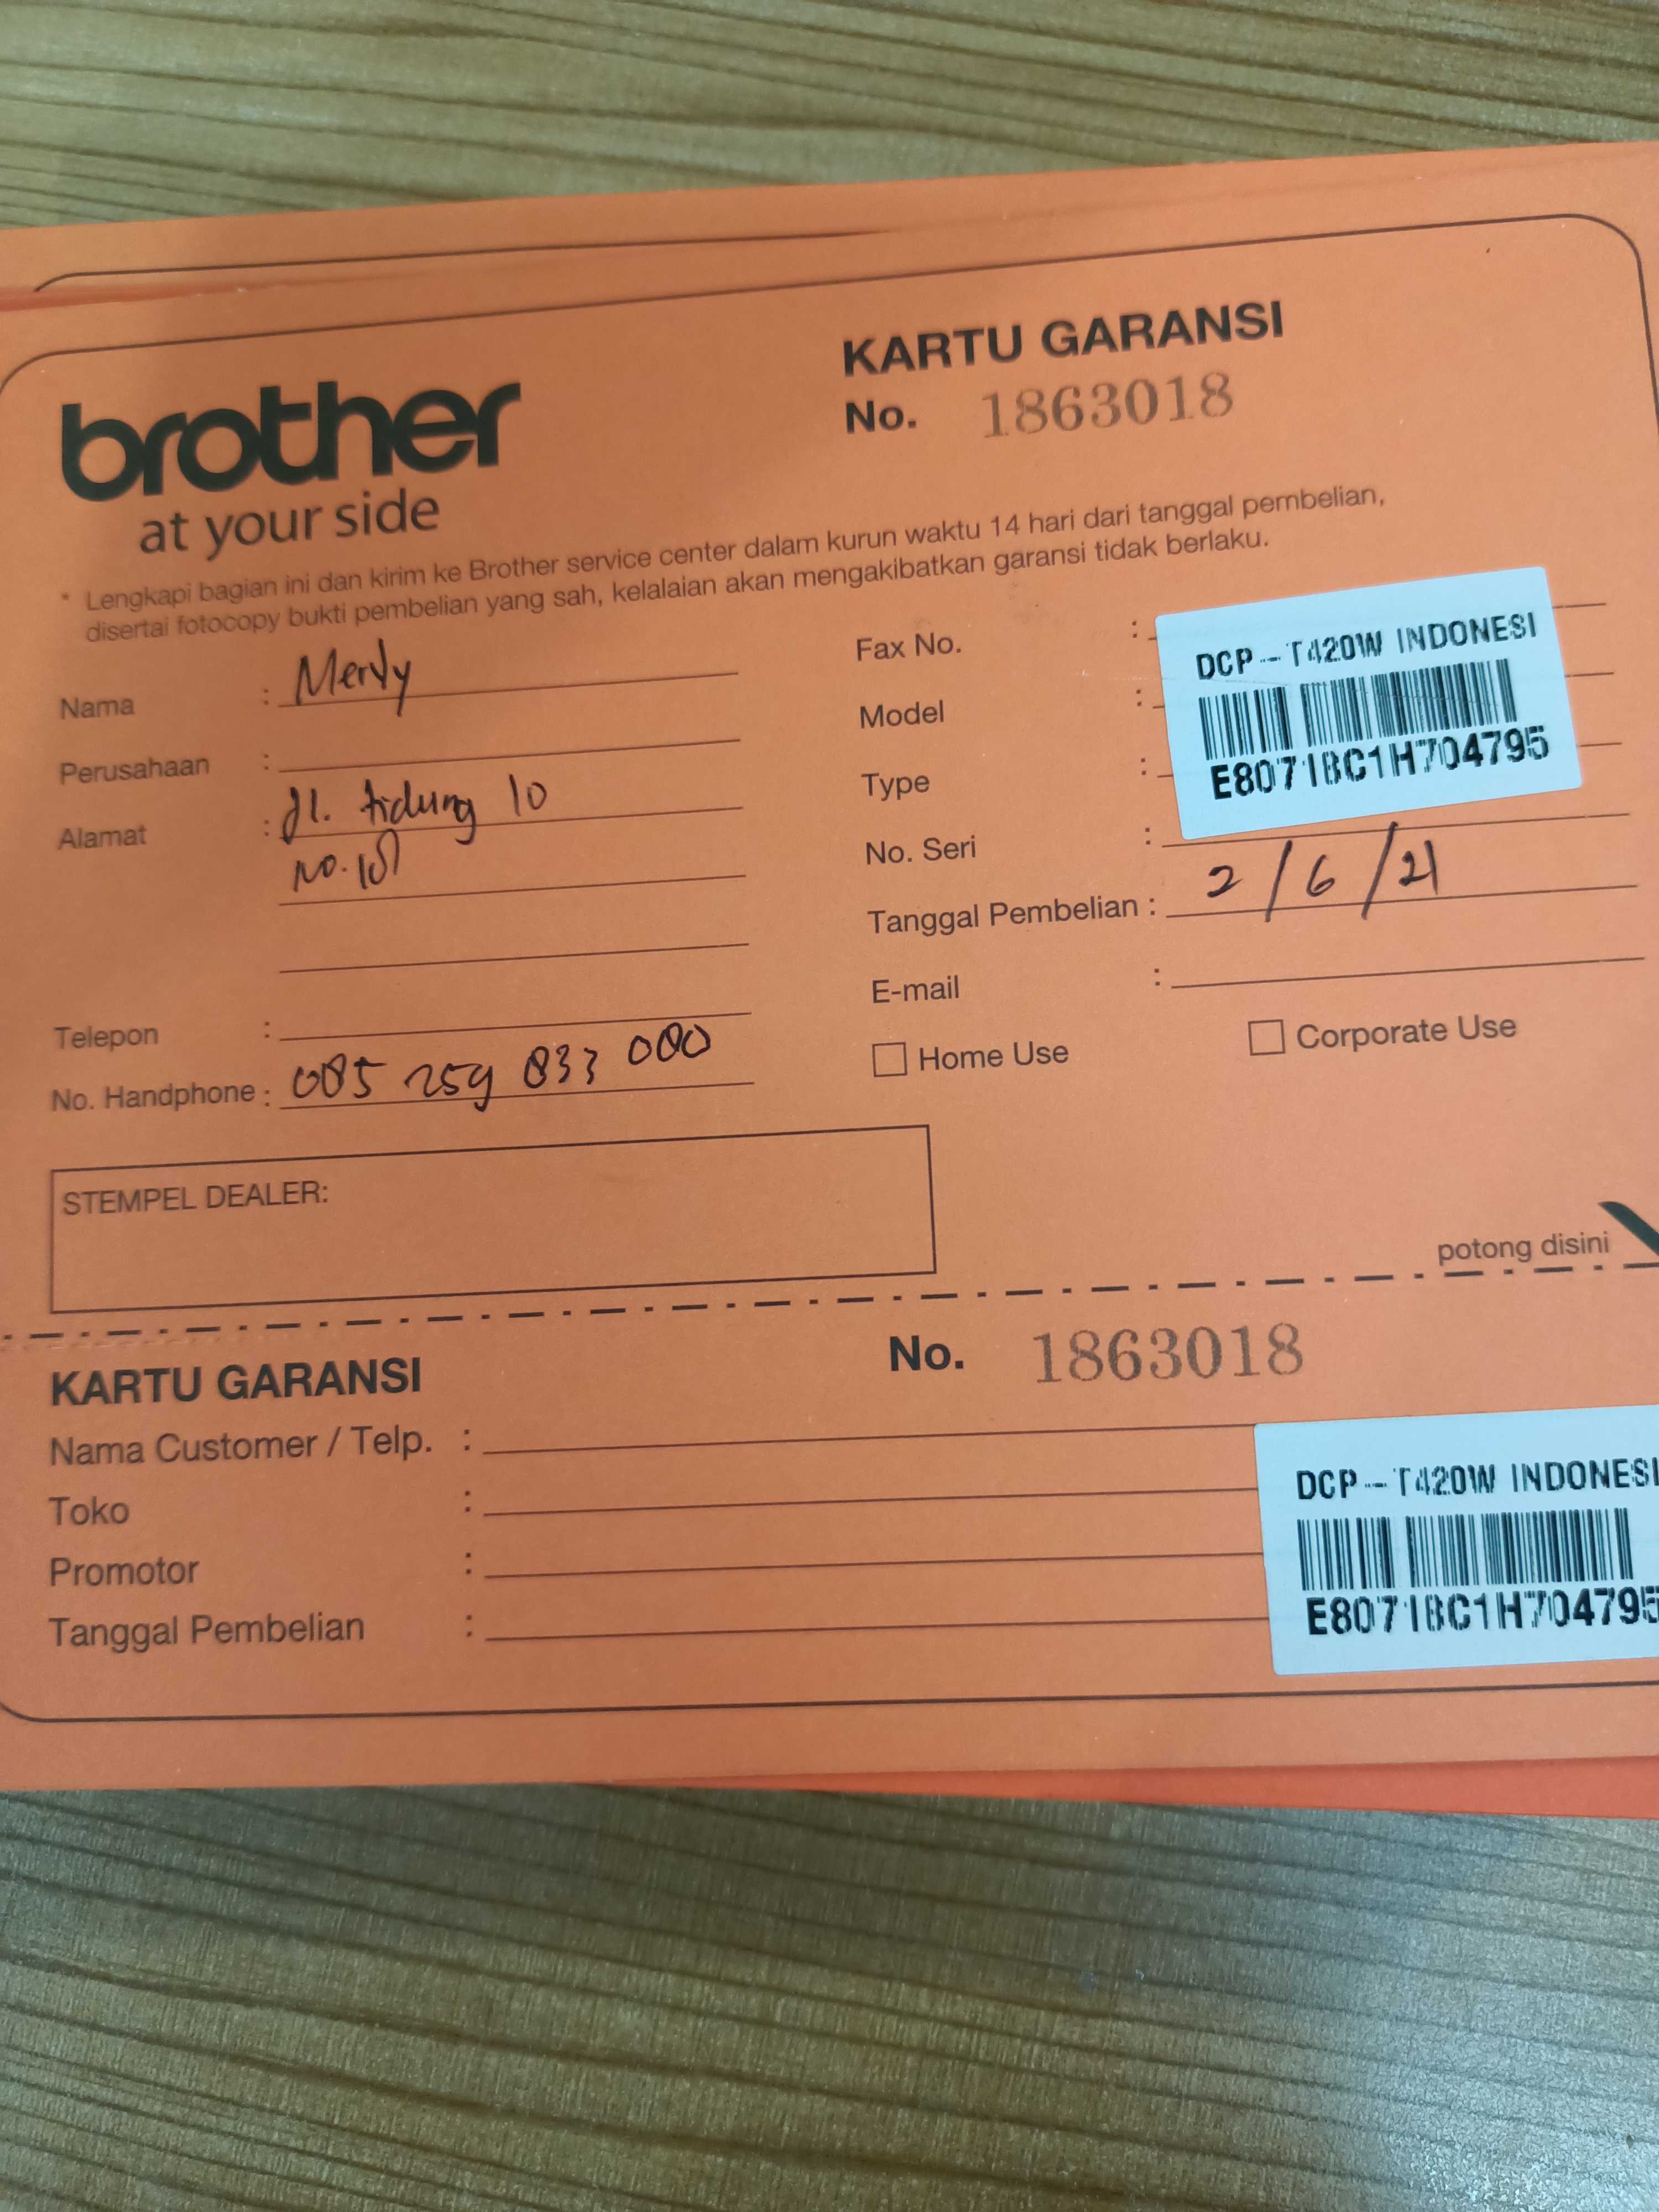 brother
at your side
KARTU GARANSI
No. 1863018
* Lengkapi bagian ini dan kirim ke Brother service center dalam kurun waktu 14 hari dari tanggal pembelian,
disertai fotocopy bukti pembelian yang sah, kelalaian akan mengakibatkan garansi tidak berlaku.
Nama : Merdy
Perusahaan :
Alamat : Jl. tidung 10
No.
Telepon :
No. Handphone : 085 259 833 000
Fax No. :
Model :
Type :
No. Seri :
DCP-T420W INDONESI
E80718C1H704795
Tanggal Pembelian : 2/6/21
E-mail :
Home Use
Corporate Use
STEMPEL DEALER:
potong disini
KARTU GARANSI
No. 1863018
Nama Customer / Telp. :
Toko :
Promotor :
Tanggal Pembelian :
DCP-T420W INDONESI
E80718C1H704795